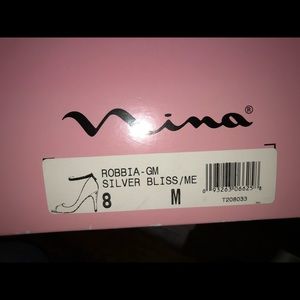 Nina®
ROBBIA-GM
SILVER BLISS/ME
8 M
T208033